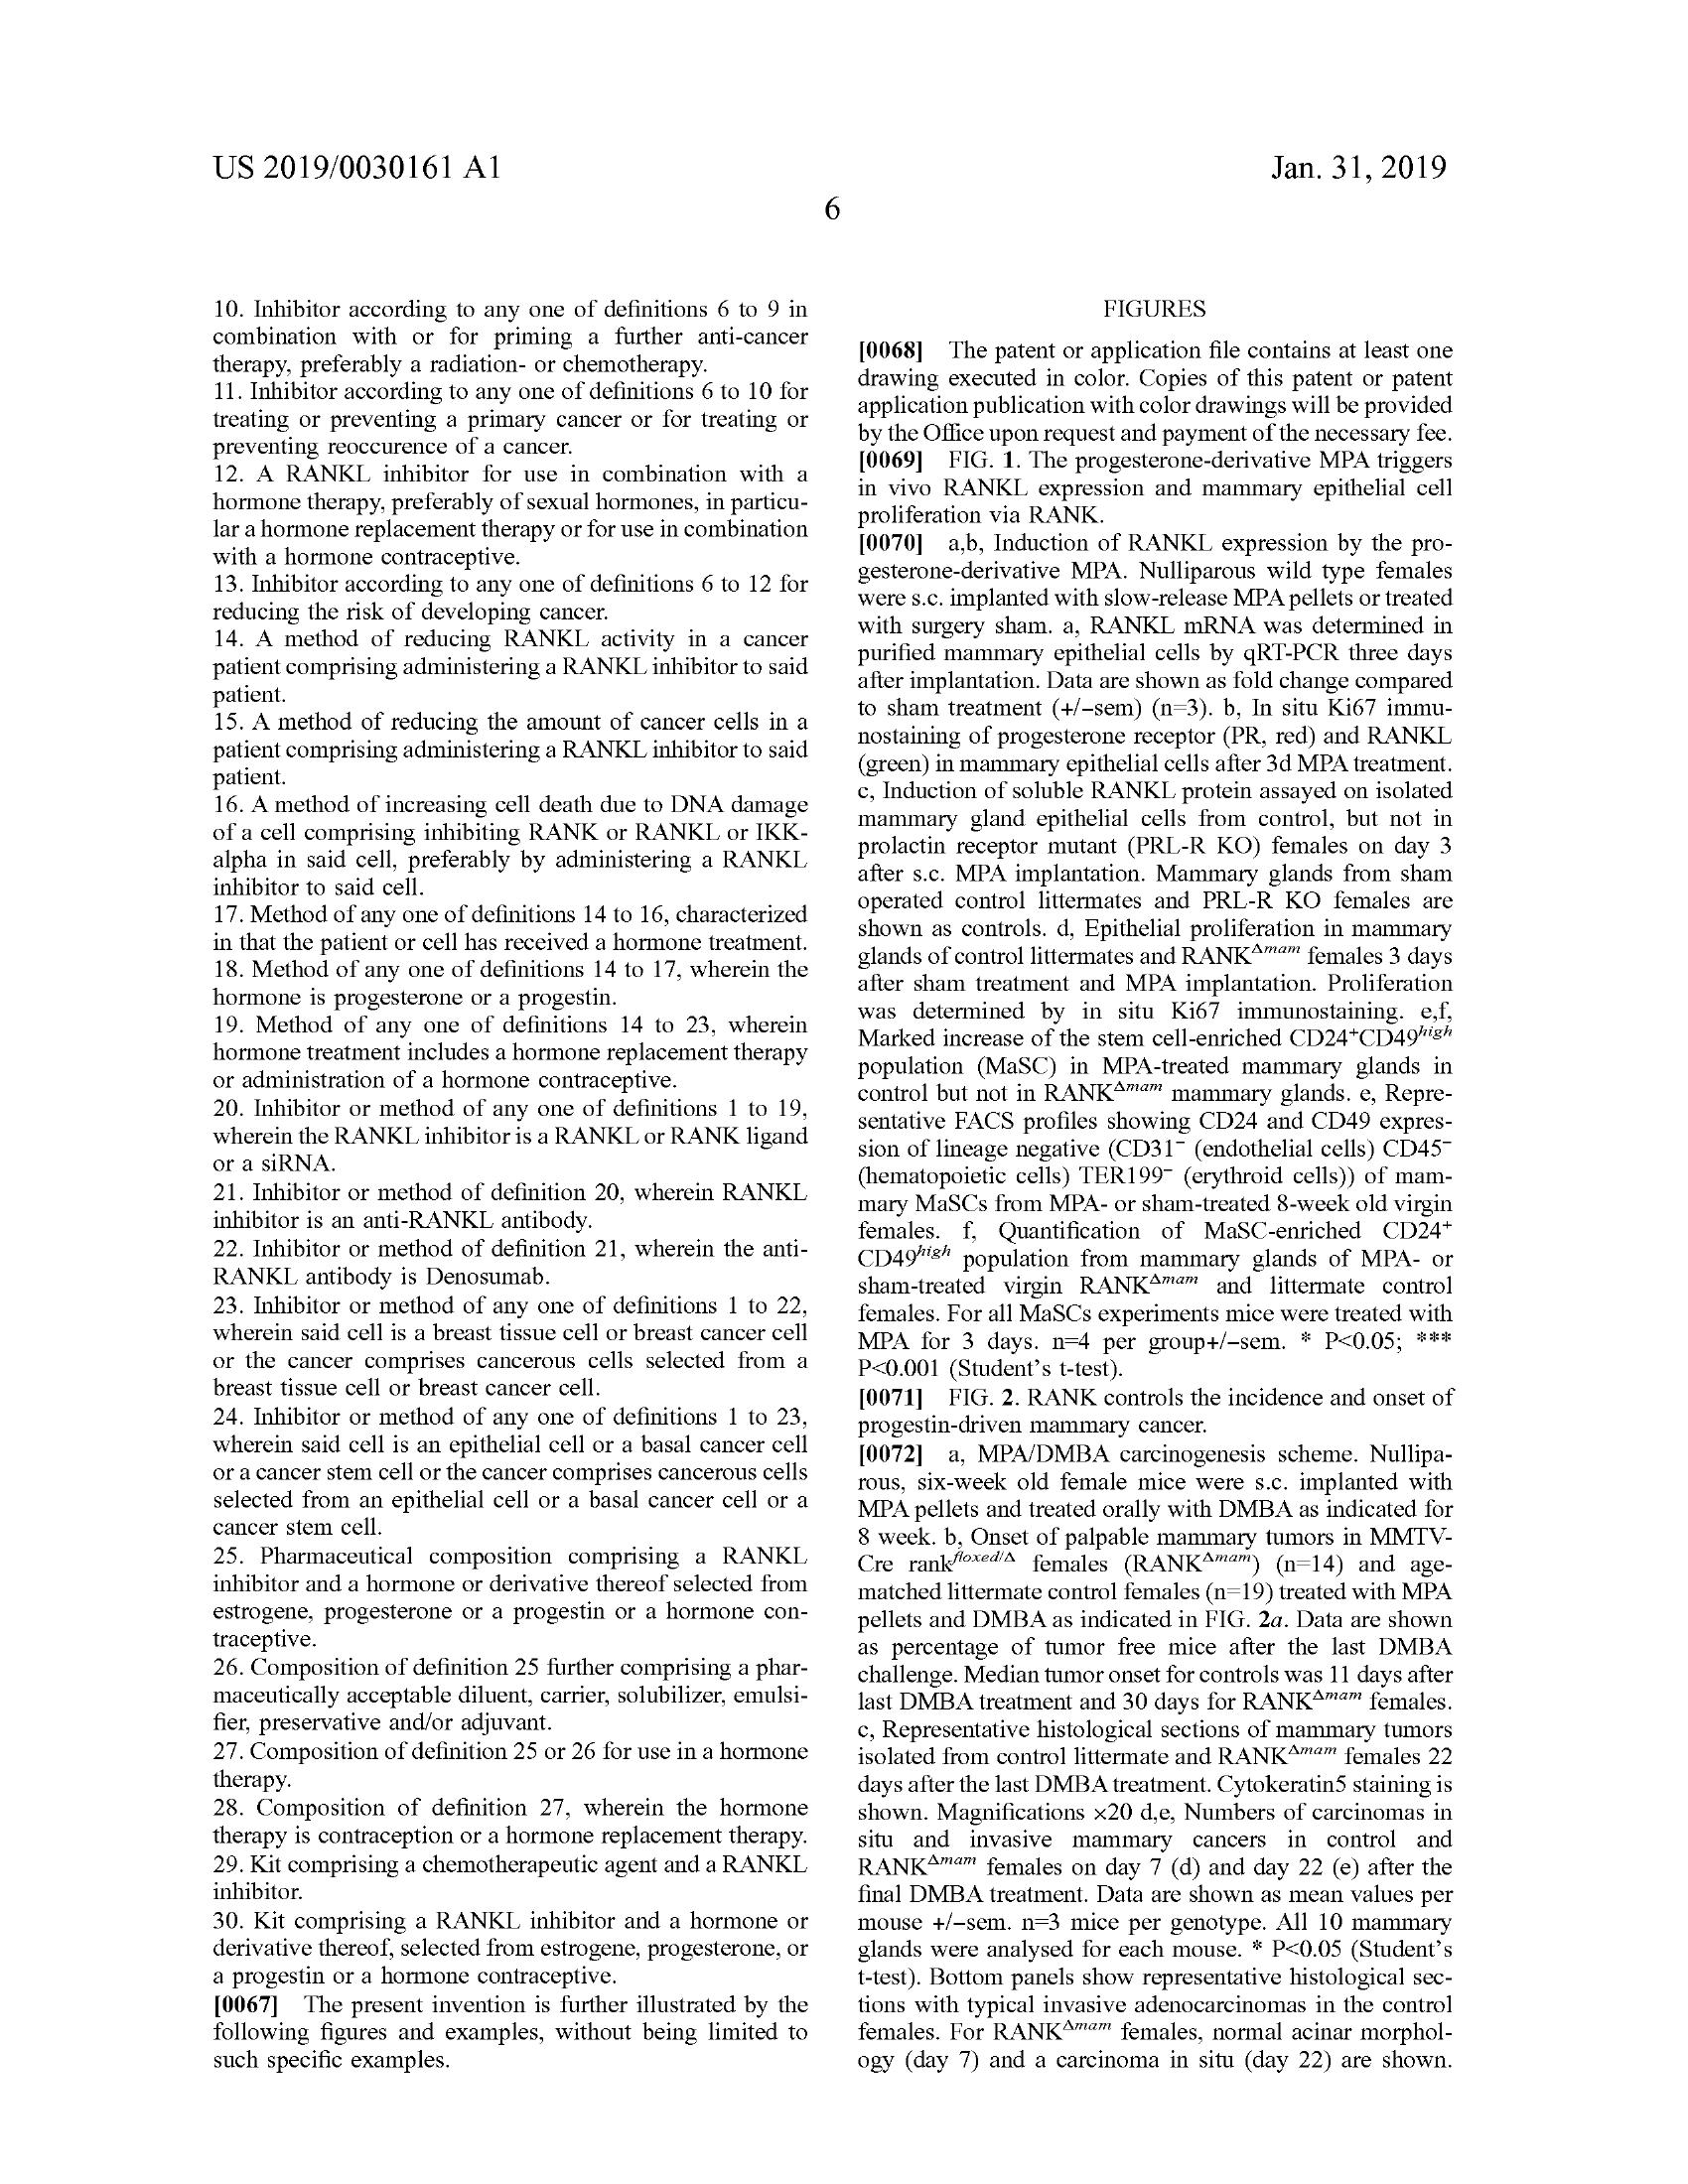 US 2019/0030161 A1
Jan. 31, 2019
6
10. Inhibitor according to any one of definitions 6 to 9 in
combination with or for priming a further anti-cancer
therapy, preferably a radiation- or chemotherapy.
11. Inhibitor according to any one of definitions 6 to 10 for
treating or preventing a primary cancer or for treating or
preventing reoccurence of a cancer.
12. A RANKL inhibitor for use in combination with a
hormone therapy, preferably of sexual hormones, in particu-
lar a hormone replacement therapy or for use in combination
with a hormone contraceptive.
13. Inhibitor according to any one of definitions 6 to 12 for
reducing the risk of developing cancer.
14. A method of reducing RANKL activity in a cancer
patient comprising administering a RANKL inhibitor to said
patient.
15. A method of reducing the amount of cancer cells in a
patient comprising administering a RANKL inhibitor to said
patient.
16. A method of increasing cell death due to DNA damage
of a cell comprising inhibiting RANK or RANKL or IKK-
alpha in said cell, preferably by administering a RANKL
inhibitor to said cell.
17. Method of any one of definitions 14 to 16, characterized
in that the patient or cell has received a hormone treatment.
18. Method of any one of definitions 14 to 17, wherein the
hormone is progesterone or a progestin.
19. Method of any one of definitions 14 to 23, wherein
hormone treatment includes a hormone replacement therapy
or administration of a hormone contraceptive.
20. Inhibitor or method of any one of definitions 1 to 19,
wherein the RANKL inhibitor is a RANKL or RANK ligand
or a siRNA.
21. Inhibitor or method of definition 20, wherein RANKL
inhibitor is an anti-RANKL antibody.
22. Inhibitor or method of definition 21, wherein the anti-
RANKL antibody is Denosumab.
23. Inhibitor or method of any one of definitions 1 to 22,
wherein said cell is a breast tissue cell or breast cancer cell
or the cancer comprises cancerous cells selected from a
breast tissue cell or breast cancer cell.
24. Inhibitor or method of any one of definitions 1 to 23,
wherein said cell is an epithelial cell or a basal cancer cell
or a cancer stem cell or the cancer comprises cancerous cells
selected from an epithelial cell or a basal cancer cell or a
cancer stem cell.
25. Pharmaceutical composition comprising a RANKL
inhibitor and a hormone or derivative thereof selected from
estrogene, progesterone or a progestin or a hormone con-
traceptive.
26. Composition of definition 25 further comprising a phar-
maceutically acceptable diluent, carrier, solubilizer, emulsi-
fier, preservative and/or adjuvant.
27. Composition of definition 25 or 26 for use in a hormone
therapy.
28. Composition of definition 27, wherein the hormone
therapy is contraception or a hormone replacement therapy.
29. Kit comprising a chemotherapeutic agent and a RANKL
inhibitor.
30. Kit comprising a RANKL inhibitor and a hormone or
derivative thereof, selected from estrogene, progesterone, or
a progestin or a hormone contraceptive.
[0067] The present invention is further illustrated by the
following figures and examples, without being limited to
such specific examples.
FIGURES
[0068] The patent or application file contains at least one
drawing executed in color. Copies of this patent or patent
application publication with color drawings will be provided
by the Office upon request and payment of the necessary fee.
[0069] FIG. 1. The progesterone-derivative MPA triggers
in vivo RANKL expression and mammary epithelial cell
proliferation via RANK.
[0070] a,b, Induction of RANKL expression by the pro-
gesterone-derivative MPA. Nulliparous wild type females
were s.c. implanted with slow-release MPA pellets or treated
with surgery sham. a, RANKL mRNA was determined in
purified mammary epithelial cells by qRT-PCR three days
after implantation. Data are shown as fold change compared
to sham treatment (+/−sem) (n=3). b, In situ Ki67 immu-
nostaining of progesterone receptor (PR, red) and RANKL
(green) in mammary epithelial cells after 3d MPA treatment.
c, Induction of soluble RANKL protein assayed on isolated
mammary gland epithelial cells from control, but not in
prolactin receptor mutant (PRL-R KO) females on day 3
after s.c. MPA implantation. Mammary glands from sham
operated control littermates and PRL-R KO females are
shown as controls. d, Epithelial proliferation in mammary
glands of control littermates and RANKᐃmam females 3 days
after sham treatment and MPA implantation. Proliferation
was determined by in situ Ki67 immunostaining. e,f,
Marked increase of the stem cell-enriched CD24⁺CD49high
population (MaSC) in MPA-treated mammary glands in
control but not in RANKΔmam mammary glands. e, Repre-
sentative FACS profiles showing CD24 and CD49 expres-
sion of lineage negative (CD31⁻ (endothelial cells) CD45⁻
(hematopoietic cells) TER199⁻ (erythroid cells)) of mam-
mary MaSCs from MPA- or sham-treated 8-week old virgin
females. f, Quantification of MaSC-enriched CD24⁺
CD49high population from mammary glands of MPA- or
sham-treated virgin RANKΔmam and littermate control
females. For all MaSCs experiments mice were treated with
MPA for 3 days. n=4 per group+/−sem. * P<0.05; ***
P<0.001 (Student's t-test).
[0071] FIG. 2. RANK controls the incidence and onset of
progestin-driven mammary cancer.
[0072] a, MPA/DMBA carcinogenesis scheme. Nullipa-
rous, six-week old female mice were s.c. implanted with
MPA pellets and treated orally with DMBA as indicated for
8 week. b, Onset of palpable mammary tumors in MMTV-
Cre rankfloxed/Δ females (RANKΔmam) (n=14) and age-
matched littermate control females (n=19) treated with MPA
pellets and DMBA as indicated in FIG. 2a. Data are shown
as percentage of tumor free mice after the last DMBA
challenge. Median tumor onset for controls was 11 days after
last DMBA treatment and 30 days for RANKΔmam females.
c, Representative histological sections of mammary tumors
isolated from control littermate and RANKΔmam females 22
days after the last DMBA treatment. Cytokeratin5 staining is
shown. Magnifications x20 d,e, Numbers of carcinomas in
situ and invasive mammary cancers in control and
RANKΔmam females on day 7 (d) and day 22 (e) after the
final DMBA treatment. Data are shown as mean values per
mouse +/−sem. n=3 mice per genotype. All 10 mammary
glands were analysed for each mouse. * P<0.05 (Student's
t-test). Bottom panels show representative histological sec-
tions with typical invasive adenocarcinomas in the control
females. For RANKΔmam females, normal acinar morphol-
ogy (day 7) and a carcinoma in situ (day 22) are shown.